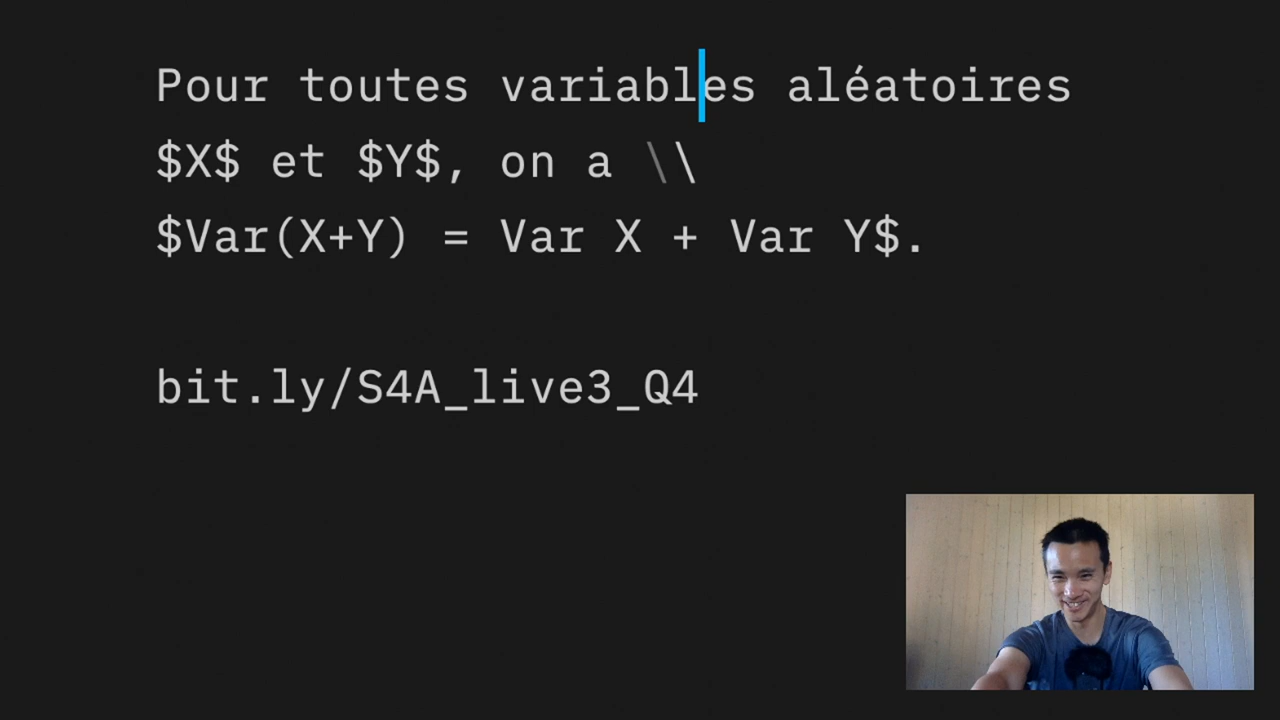 Pour toutes variables aléatoires
$X$ et $Y$, on a \\
$Var(X+Y) = Var X + Var Y$.
bit.ly/S4A_live3_Q4